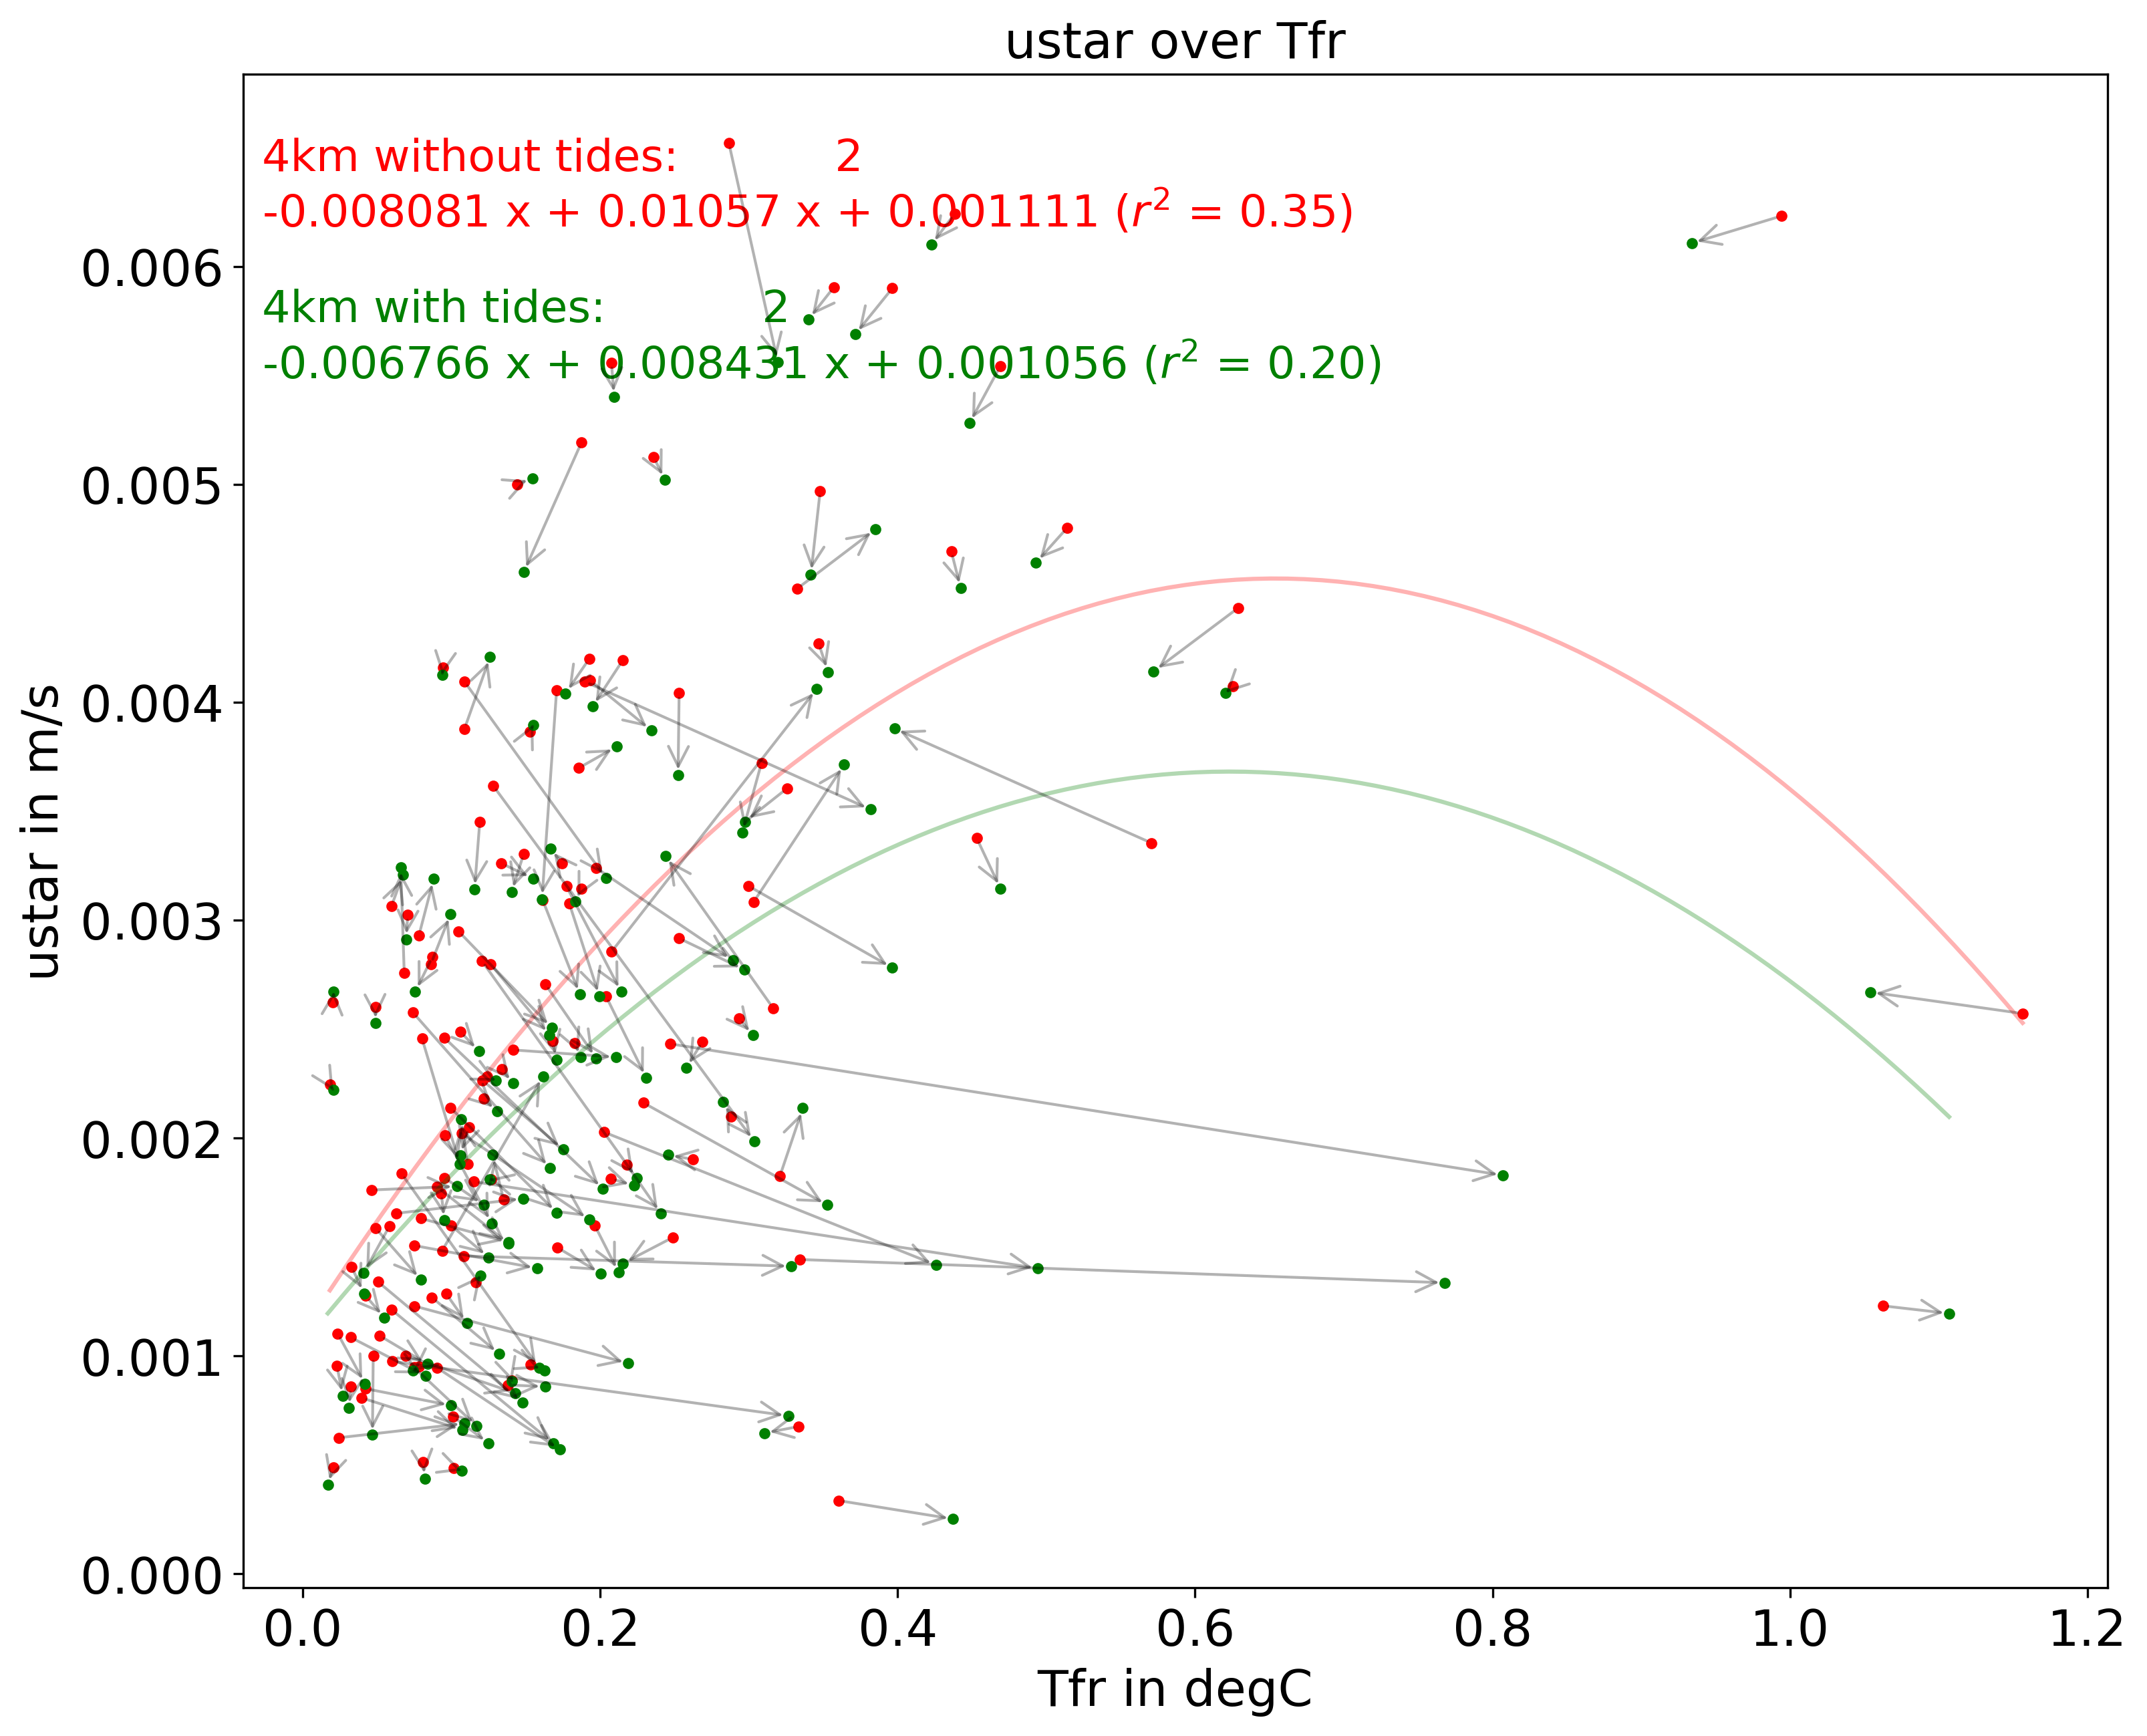 ustar over Tfr
4km without tides: 2
-0.008081 x + 0.01057 x + 0.001111 (r² = 0.35)
4km with tides: 2
-0.006766 x + 0.008431 x + 0.001056 (r² = 0.20)
0.006
0.005
0.004
0.003
0.002
0.001
0.000
ustar in m/s
0.0 0.2 0.4 0.6 0.8 1.0 1.2
Tfr in degC